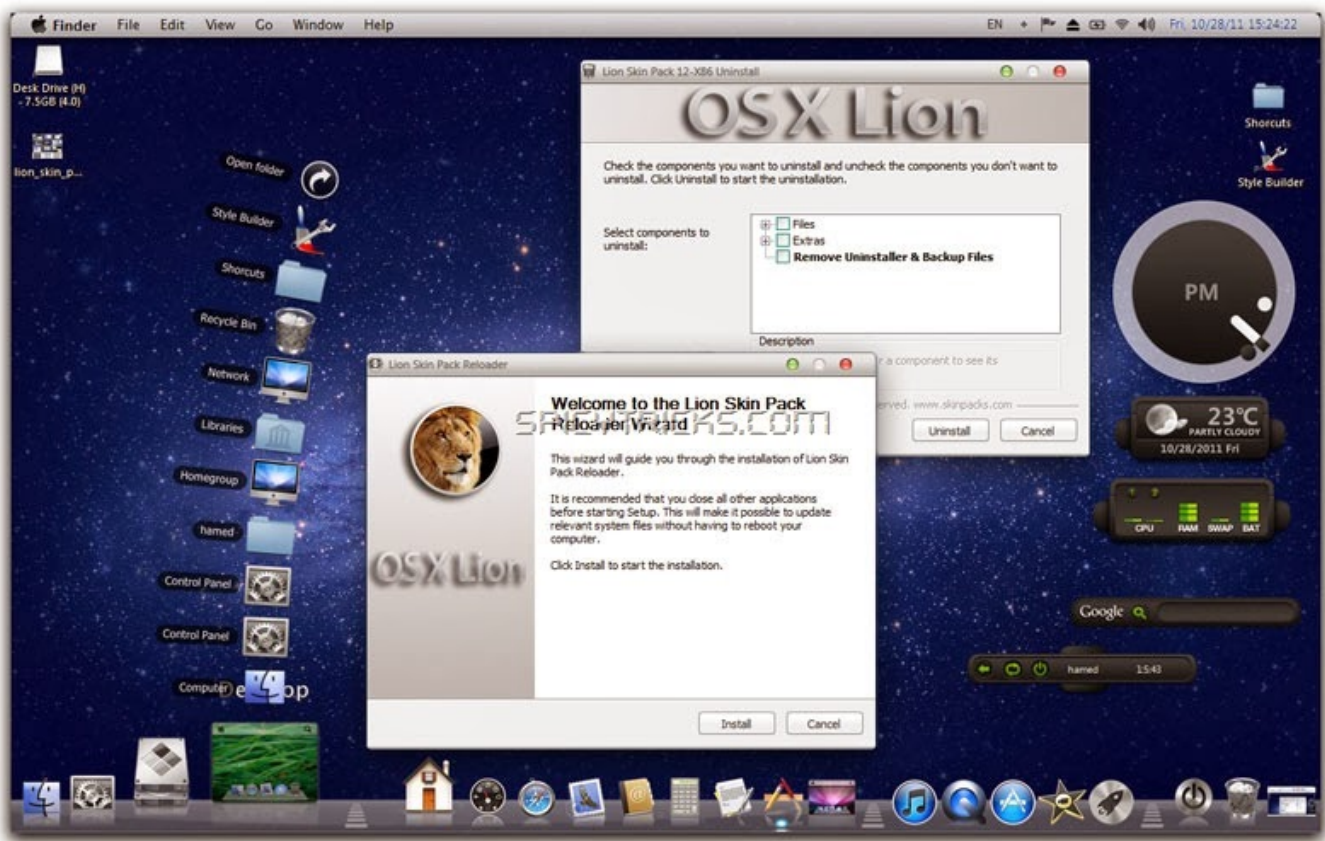 Finder File Edit View Go Window Help
EN Fri, 10/28/11 15:24:22
Desk Drive (H)
- 7.5GB (4.0)
lion_skin_p...
Open folder
Style Builder
Shorcuts
Recycle Bin
Network
Libraries
Homegroup
hamed
Control Panel
Control Panel
Computer
Lion Skin Pack 12-X86 Uninstall
OSX Lion
Check the components you want to uninstall and uncheck the components you don't want to
uninstall. Click Uninstall to start the uninstallation.
Select components to
uninstall:
Files
Extras
Remove Uninstaller & Backup Files
Description
r a component to see its
erved. www.skinpacks.com
Uninstall Cancel
Lion Skin Pack Reloader
Welcome to the Lion Skin Pack
Reloader Wizard
This wizard will guide you through the installation of Lion Skin
Pack Reloader.
It is recommended that you close all other applications
before starting Setup. This will make it possible to update
relevant system files without having to reboot your
computer.
Click Install to start the installation.
OSX Lion
Install Cancel
Shorcuts
Style Builder
PM
23°C
PARTLY CLOUDY
10/28/2011 Fri
CPU RAM SWAP BAT
Google
hamed 15:43